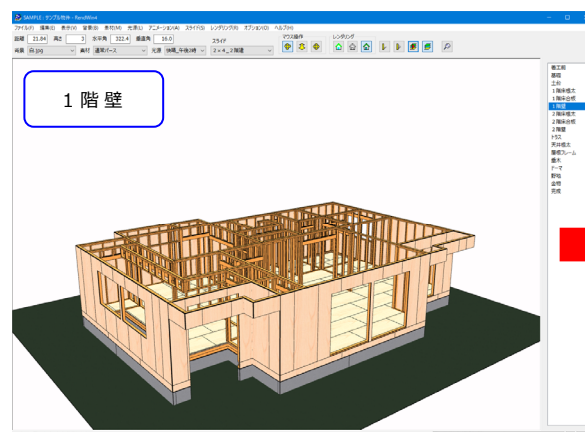 SAMPLE: サンプル物件 - RendWin4
ファイル(F) 編集(E) 表示(V) 背景(B) 素材(M) 光源(L) アニメーション(A) スライド(S) レンダリング(R) オプション(O) ヘルプ(H)
距離 21.84 高さ 3 水平角 322.4 垂直角 16.0 スライド マウス操作 レンダリング
背景 白.jpg 素材 通常パース 光源 快晴_午後2時 2×4_2階建
1階壁
着工前
基礎
土台
1階床根太
1階床合板
1階壁
2階根太
2階床合板
2階壁
トラス
天井根太
屋根フレーム
垂木
ドーマ
野地
金物
完成